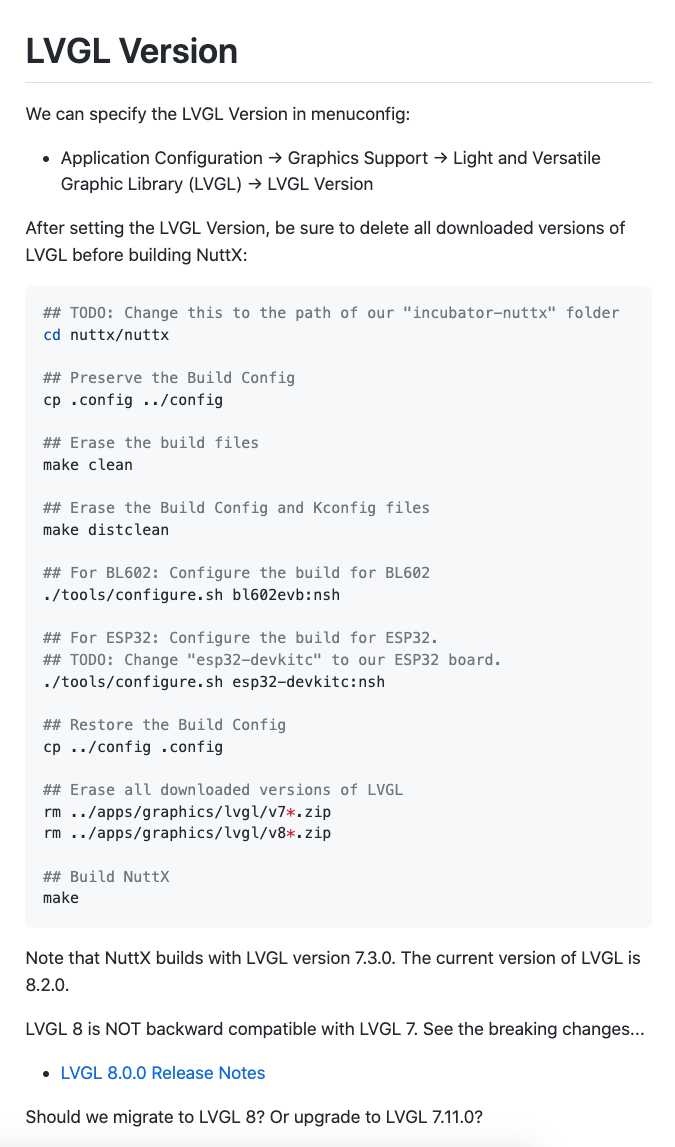 LVGL Version
We can specify the LVGL Version in menuconfig:
• Application Configuration → Graphics Support → Light and Versatile
Graphic Library (LVGL) → LVGL Version
After setting the LVGL Version, be sure to delete all downloaded versions of
LVGL before building NuttX:
## TODO: Change this to the path of our "incubator-nuttx" folder
cd nuttx/nuttx
## Preserve the Build Config
cp .config ../config
## Erase the build files
make clean
## Erase the Build Config and Kconfig files
make distclean
## For BL602: Configure the build for BL602
./tools/configure.sh bl602evb:nsh
## For ESP32: Configure the build for ESP32.
## TODO: Change "esp32-devkitc" to our ESP32 board.
./tools/configure.sh esp32-devkitc:nsh
## Restore the Build Config
cp ../config .config
## Erase all downloaded versions of LVGL
rm ../apps/graphics/lvgl/v7*.zip
rm ../apps/graphics/lvgl/v8*.zip
## Build NuttX
make
Note that NuttX builds with LVGL version 7.3.0. The current version of LVGL is
8.2.0.
LVGL 8 is NOT backward compatible with LVGL 7. See the breaking changes...
• LVGL 8.0.0 Release Notes
Should we migrate to LVGL 8? Or upgrade to LVGL 7.11.0?